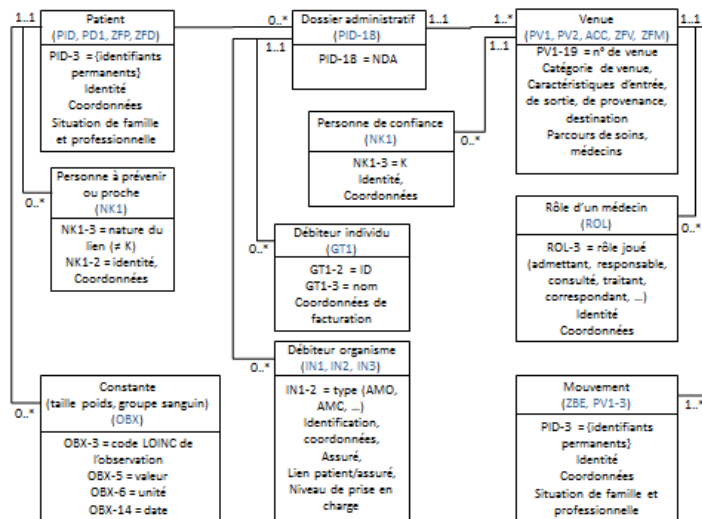 1..1
Patient
(PID, PD1, ZFP, ZFD)
PID-3 = {identifiants
permanents}
Identité
Coordonnées
Situation de famille
et professionnelle
0..*
Dossier administratif
(PID-18)
PID-18 = NDA
1..1
1..1
1..*
Venue
(PV1, PV2, ACC, ZFV, ZFM)
PV1-19 = n° de venue
Catégorie de venue,
Caractéristiques d'entrée,
de sortie, de provenance,
destination
Parcours de soins,
médecins
1..1
1..*
Personne de confiance
(NK1)
NK1-3 = K
Identité,
Coordonnées
0..*
Personne à prévenir
ou proche
(NK1)
NK1-3 = nature du
lien (≠ K)
NK1-2 = identité,
Coordonnées
0..*
Débiteur individu
(GT1)
GT1-2 = ID
GT1-3 = nom
Coordonnées de
facturation
0..*
Rôle d'un médecin
(ROL)
ROL-3 = rôle joué
(admettant, responsable,
consulté, traitant,
correspondant, ...)
Identité
Coordonnées
0..*
Débiteur organisme
(IN1, IN2, IN3)
IN1-2 = type (AMO,
AMC, ...)
Identification,
coordonnées,
Assuré,
Lien patient/assuré,
Niveau de prise en
charge
0..*
Constante
(taille poids, groupe sanguin)
(OBX)
OBX-3 = code LOINC de
l'observation
OBX-5 = valeur
OBX-6 = unité
OBX-14 = date
0..*
Mouvement
(ZBE, PV1-3)
PID-3 = {identifiants
permanents}
Identité
Coordonnées
Situation de famille et
professionnelle
1..*